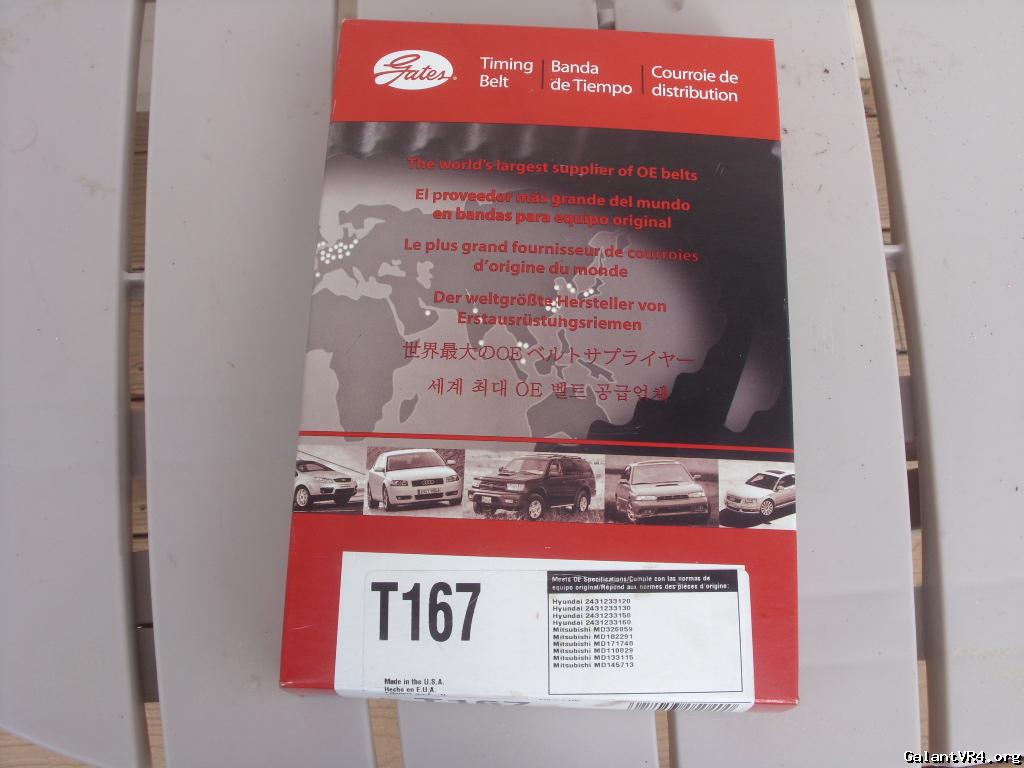 Gates
Timing
Belt
Banda
de Tiempo
Courroie de
distribution
The world's largest supplier of OE belts
El proveedor más grande del mundo
en bandas para equipo original
Le plus grand fournisseur de courroies
d'origine du monde
Der weltgrößte Hersteller von
Erstausrüstuhgsriemen
世界最大のOE ベルトサプライヤー
세계 최대 OE 벨트 공급업체
T167
Meets OE Specifications/Cumple con las normas de
equipo original/Répond aux normes des pièces d'origine:
Hyundai 2431233120
Hyundai 2431233130
Hyundai 2431233150
Hyundai 2431233160
Mitsubishi MD326059
Mitsubishi MD182291
Mitsubishi MD171740
Mitsubishi MD110029
Mitsubishi MD133115
Mitsubishi MD145713
Made in the U.S.A.
Hecho en E.U.A.
T167
GalantVR4.org